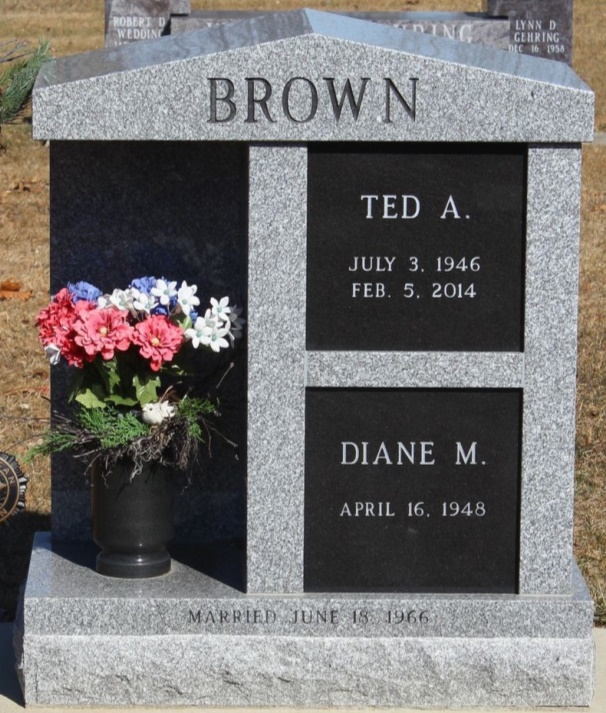 ROBERT D
WEDDING
LYNN D
GEHRING
DEC 16 1958
BROWN
TED A.
JULY 3, 1946
FEB. 5, 2014
DIANE M.
APRIL 16, 1948
MARRIED JUNE 18, 1966